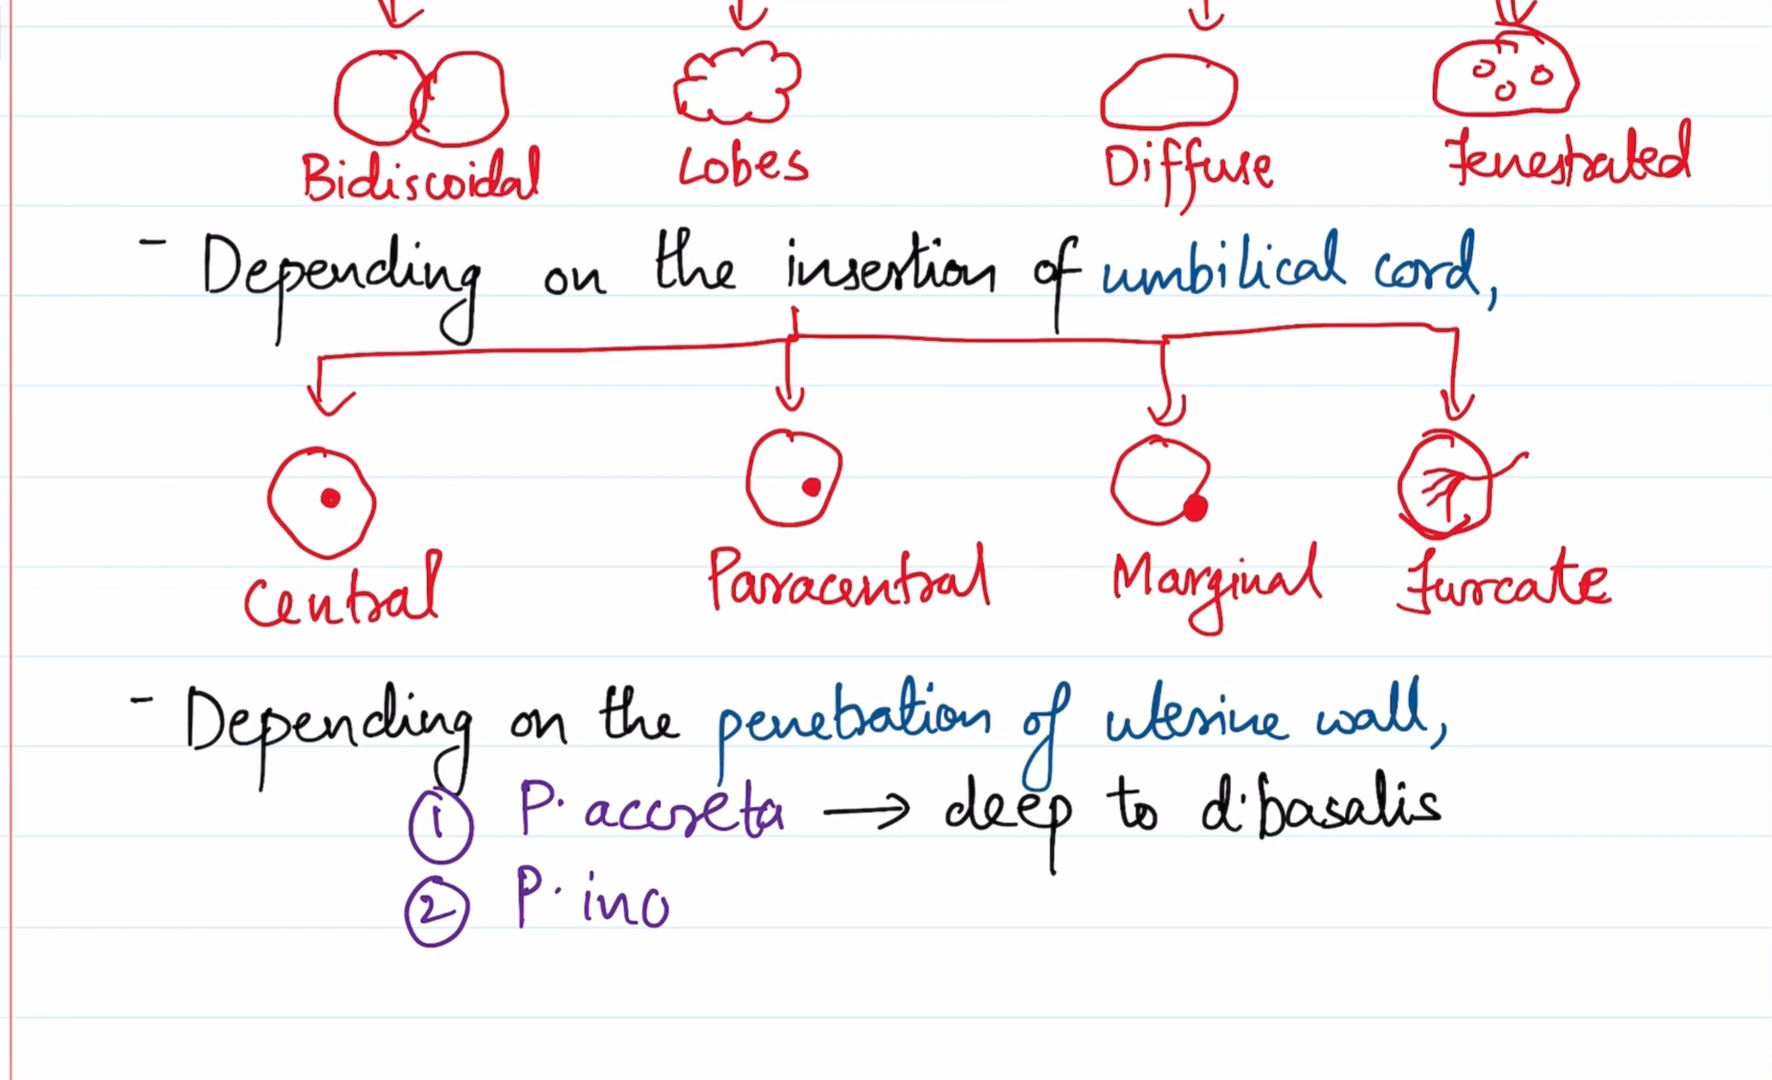 Bidiscoidal Lobes Diffuse Fenestrated
- Depending on the insertion of umbilical cord,
Central Paracentral Marginal Furcate
- Depending on the penetration of uterine wall,
① P. accreta → deep to d. basalis
② P. inc